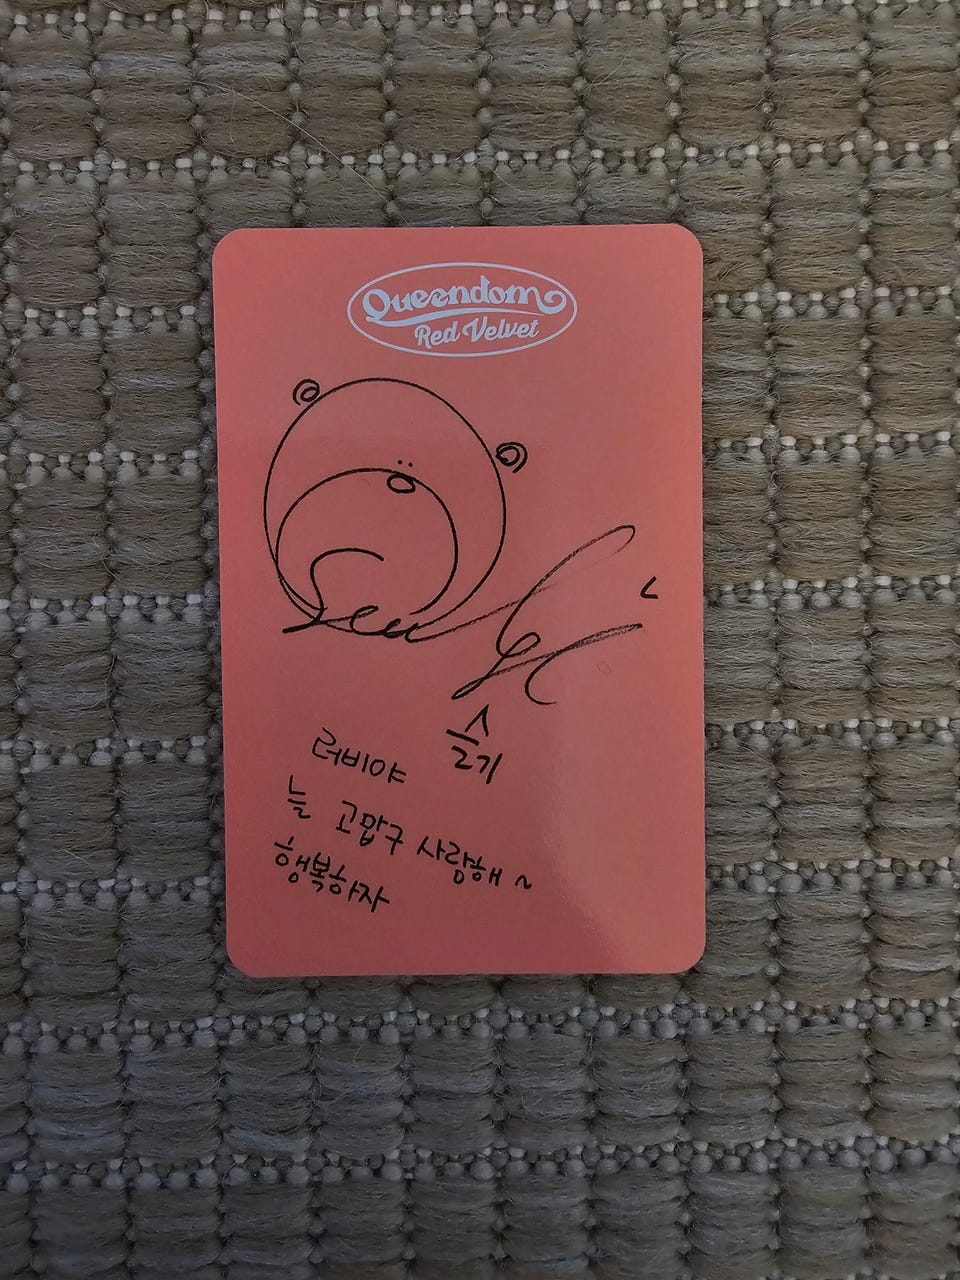 Queendom
Red Velvet
Seulgi
슬기
러비야
늘 고맙구 사랑해~
행복하자